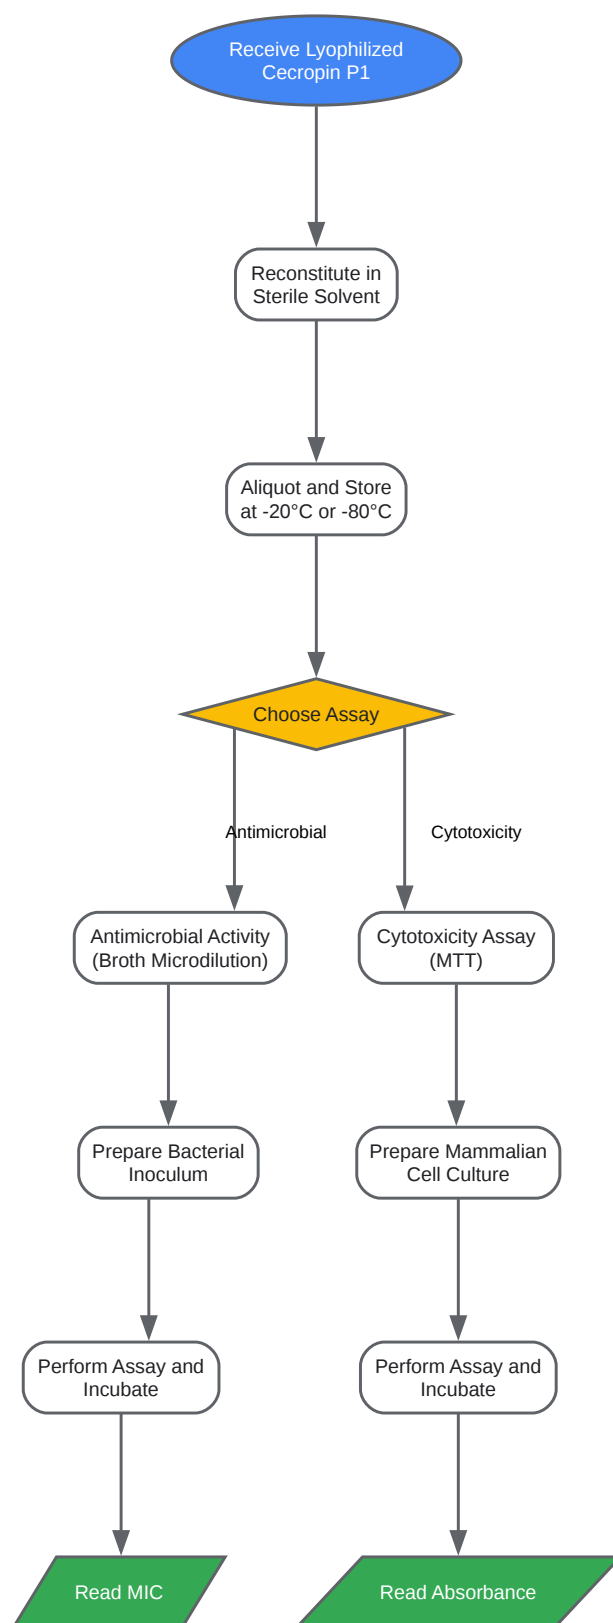 Receive Lyophilized
Cecropin P1
Reconstitute in
Sterile Solvent
Aliquot and Store
at -20°C or -80°C
Choose Assay
Antimicrobial
Cytotoxicity
Antimicrobial Activity
(Broth Microdilution)
Cytotoxicity Assay
(MTT)
Prepare Bacterial
Inoculum
Prepare Mammalian
Cell Culture
Perform Assay and
Incubate
Perform Assay and
Incubate
Read MIC
Read Absorbance